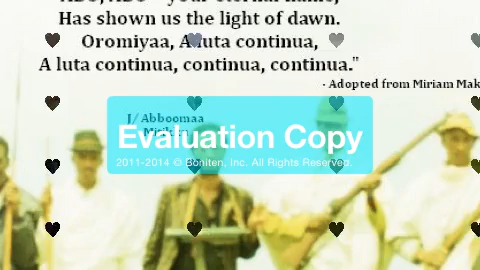 Has shown us the light of dawn.
Oromiyaa, A luta continua,
A luta continua, continua, continua."
- Adopted from Miriam Mak
J/ Abboomaa
Evaluation Copy
2011-2014 © Boniten, Inc. All Rights Reserved.